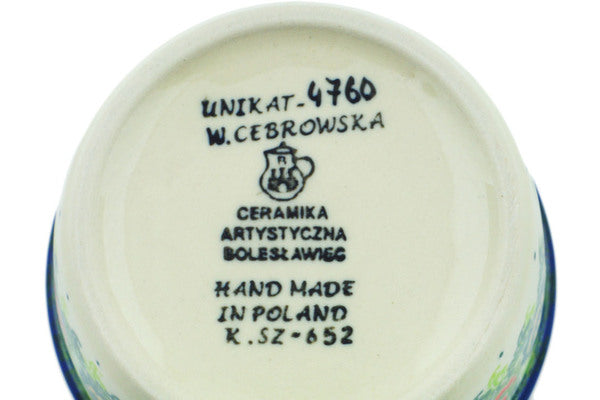 UNIKAT-4760
W.CEBROWSKA
CERAMIKA
ARTYSTYCZNA
BOLESŁAWIEC
HAND MADE
IN POLAND
K.SZ-652